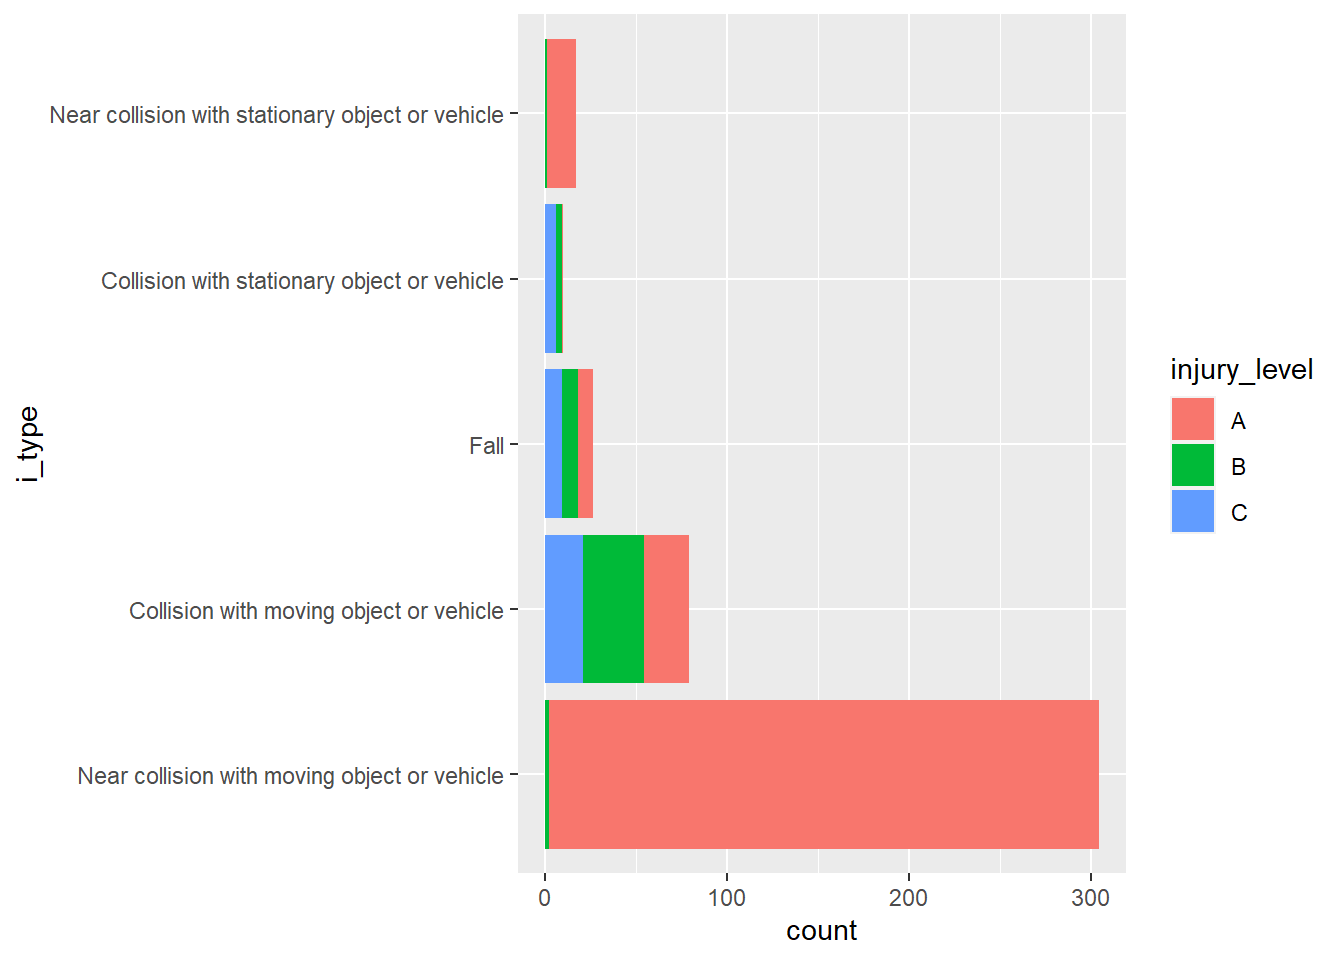 Near collision with stationary object or vehicle
Collision with stationary object or vehicle
Fall
Collision with moving object or vehicle
Near collision with moving object or vehicle
i_type
0 100 200 300
count
injury_level
A
B
C